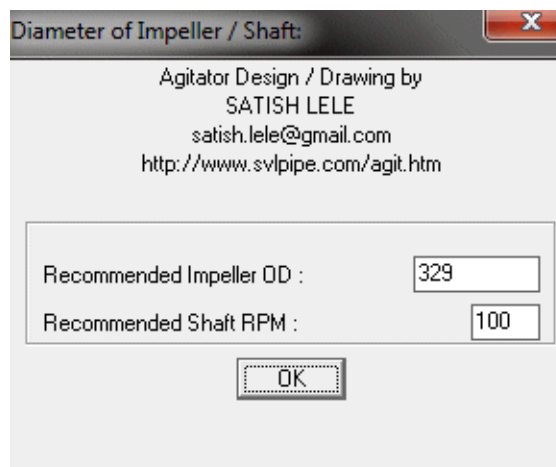 Diameter of Impeller / Shaft:
Agitator Design / Drawing by
SATISH LELE
satish.lele@gmail.com
http://www.svlpipe.com/agit.htm
Recommended Impeller OD : 329
Recommended Shaft RPM : 100
OK